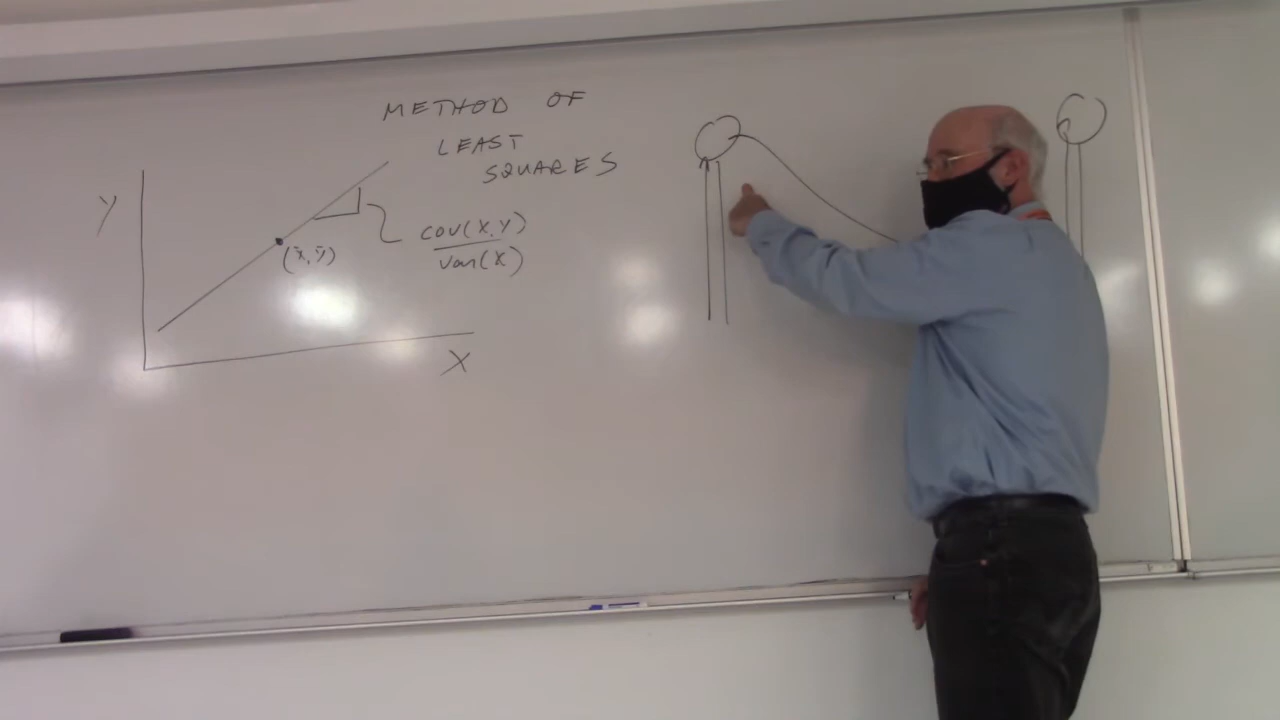 METHOD OF
LEAST
SQUARES
Y
(x̄, ȳ)
cov(X,Y)
var(X)
X